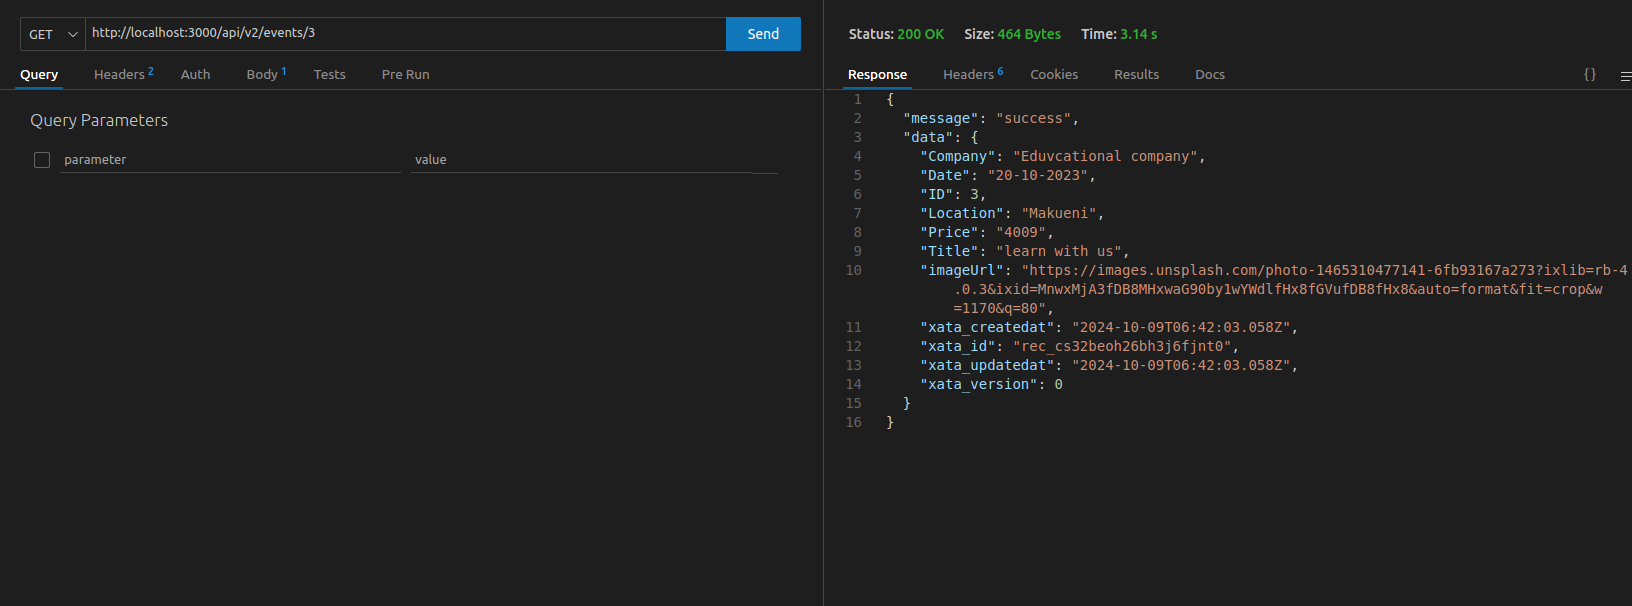 GET http://localhost:3000/api/v2/events/3 Send
Query Headers 2 Auth Body 1 Tests Pre Run
Query Parameters
parameter value
Status: 200 OK Size: 464 Bytes Time: 3.14 s
Response Headers 6 Cookies Results Docs {}
1 {
2 "message": "success",
3 "data": {
4 "Company": "Eduvcational company",
5 "Date": "20-10-2023",
6 "ID": 3,
7 "Location": "Makueni",
8 "Price": "4009",
9 "Title": "learn with us",
10 "imageUrl": "https://images.unsplash.com/photo-1465310477141-6fb93167a273?ixlib=rb-4
.0.3&ixid=MnwxMjA3fDB8MHxwaG90by1wYWdlfHx8fGVufDB8fHx8&auto=format&fit=crop&w
=1170&q=80",
11 "xata_createdat": "2024-10-09T06:42:03.058Z",
12 "xata_id": "rec_cs32beoh26bh3j6fjnt0",
13 "xata_updatedat": "2024-10-09T06:42:03.058Z",
14 "xata_version": 0
15 }
16 }